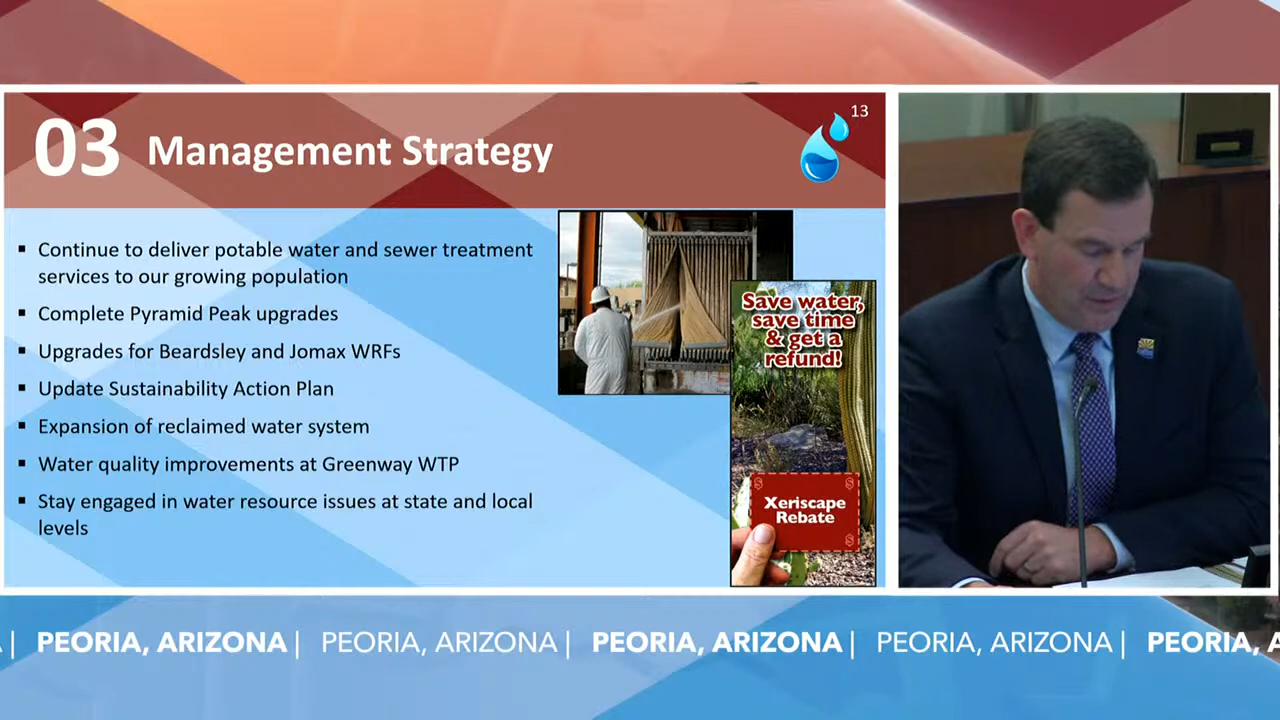 03 Management Strategy
13
▪ Continue to deliver potable water and sewer treatment
services to our growing population
▪ Complete Pyramid Peak upgrades
▪ Upgrades for Beardsley and Jomax WRFs
▪ Update Sustainability Action Plan
▪ Expansion of reclaimed water system
▪ Water quality improvements at Greenway WTP
▪ Stay engaged in water resource issues at state and local
levels
Save water,
save time
& get a
refund!
Xeriscape
Rebate
A | PEORIA, ARIZONA | PEORIA, ARIZONA | PEORIA, ARIZONA | PEORIA, ARIZONA | PEORIA, A